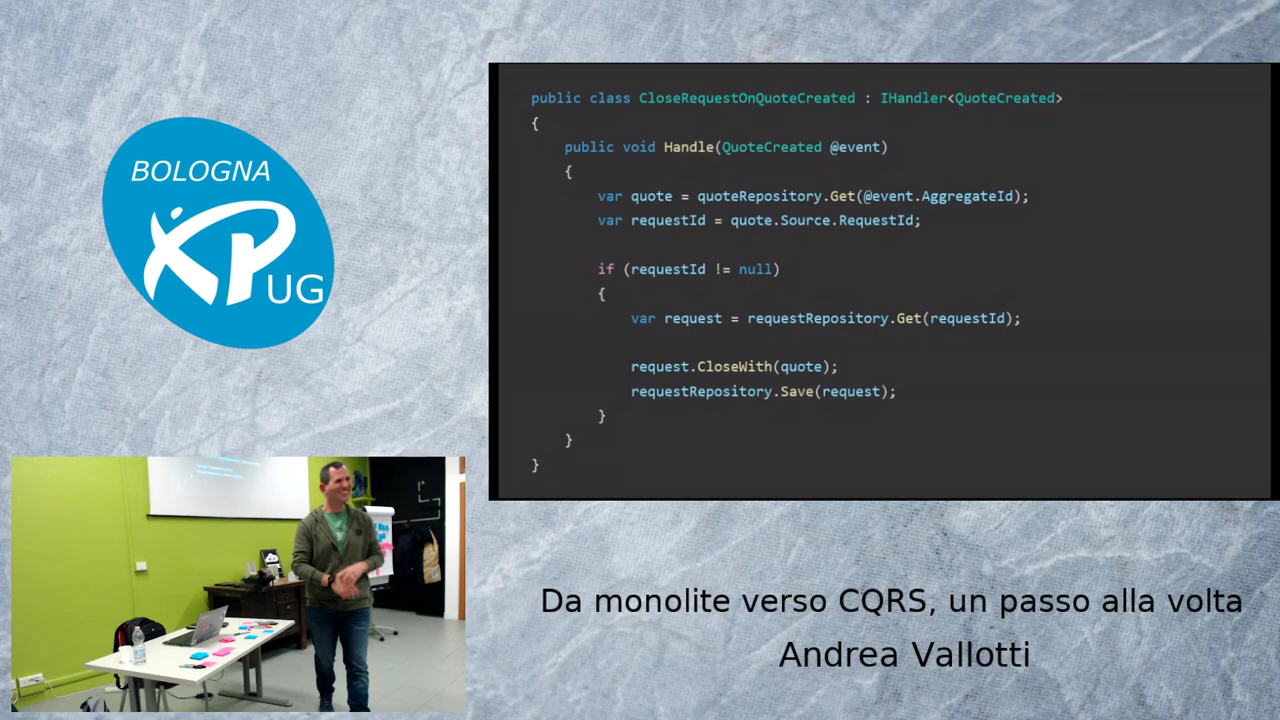 BOLOGNA
XP
UG
public class CloseRequestOnQuoteCreated : IHandler<QuoteCreated>
{
    public void Handle(QuoteCreated @event)
    {
        var quote = quoteRepository.Get(@event.AggregateId);
        var requestId = quote.Source.RequestId;

        if (requestId != null)
        {
            var request = requestRepository.Get(requestId);

            request.CloseWith(quote);
            requestRepository.Save(request);
        }
    }
}
Da monolite verso CQRS, un passo alla volta
Andrea Vallotti